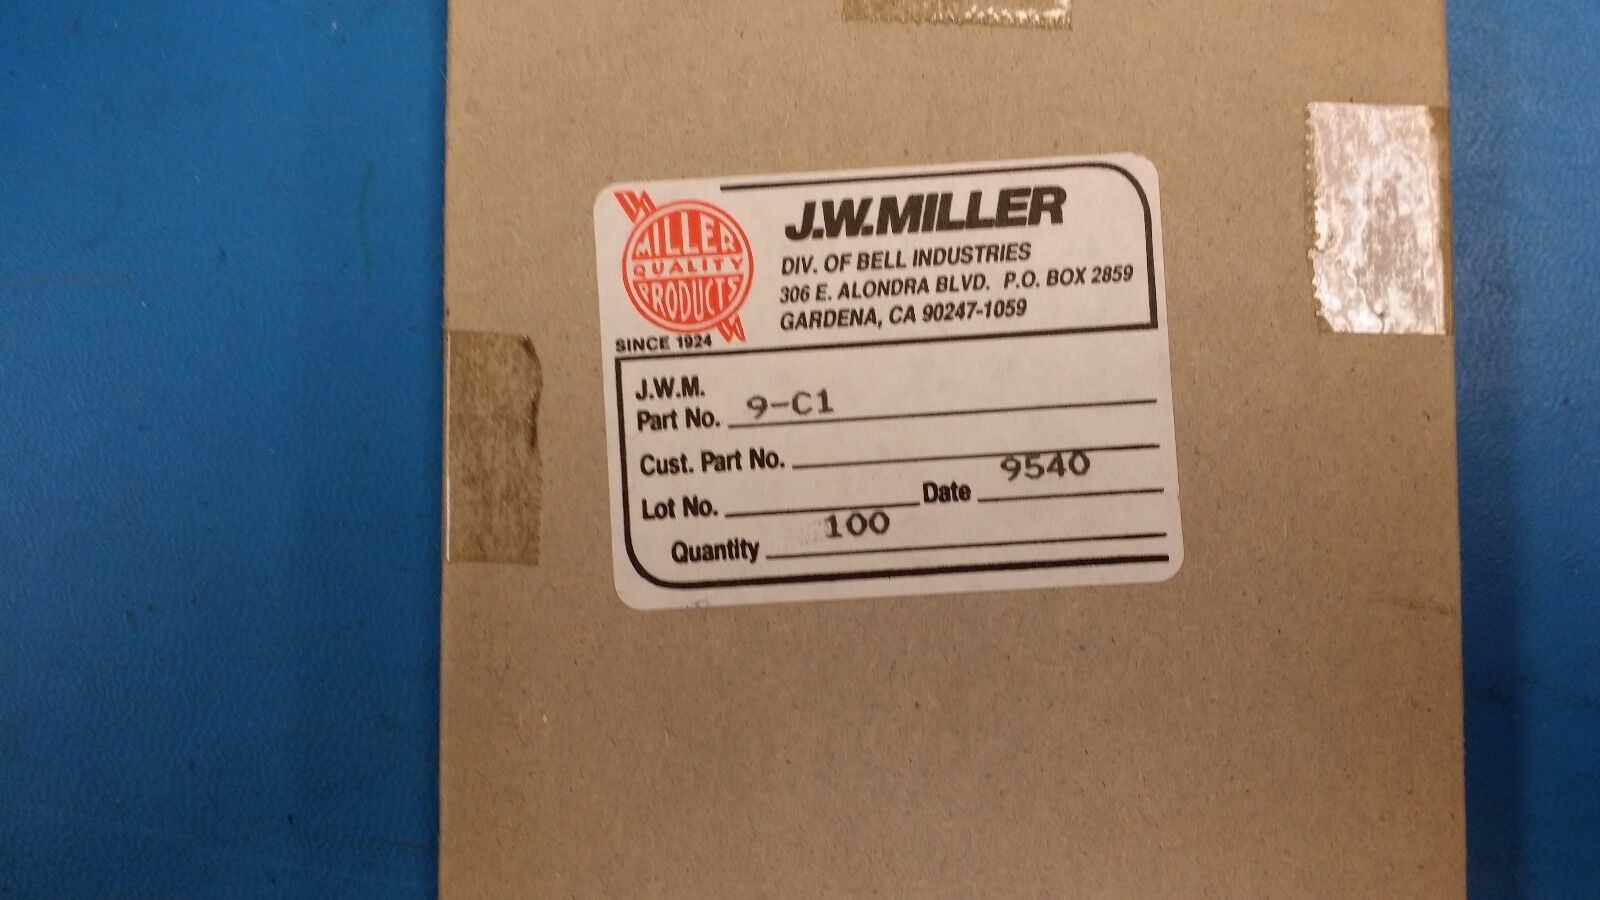 MILLER
QUALITY
PRODUCTS
SINCE 1924
J.W.MILLER
DIV. OF BELL INDUSTRIES
306 E. ALONDRA BLVD. P.O. BOX 2859
GARDENA, CA 90247-1059
J.W.M.
Part No. 9-C1
Cust. Part No.
Lot No. Date 9540
Quantity 100